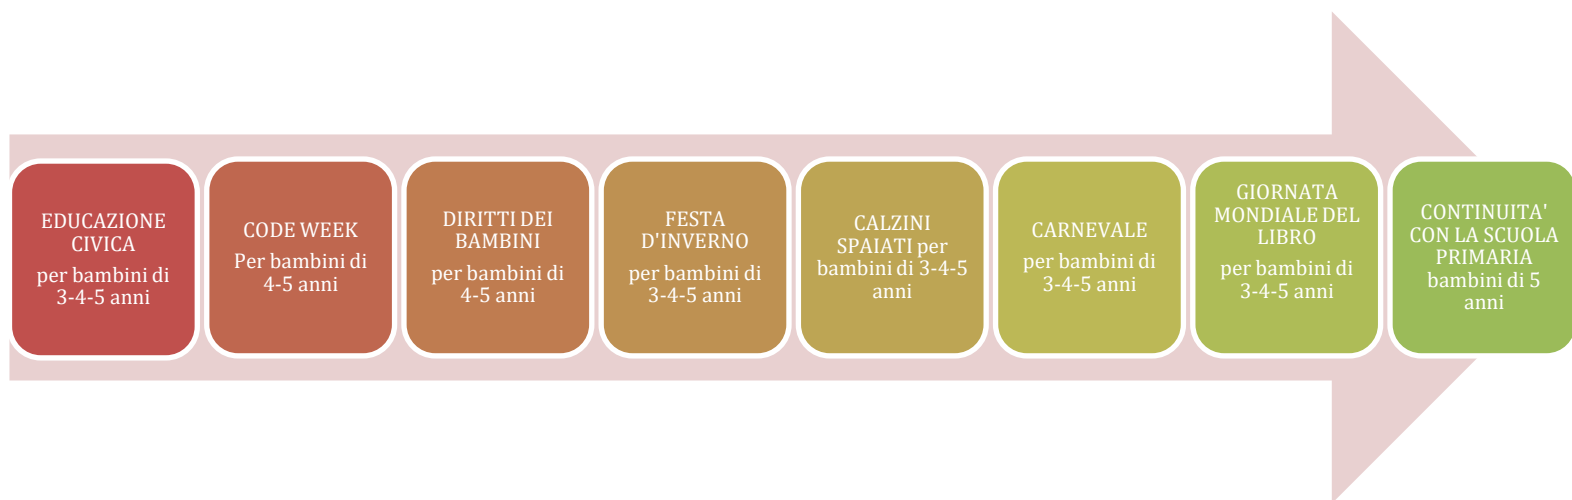 EDUCAZIONE
CIVICA
per bambini di
3-4-5 anni
CODE WEEK
Per bambini di
4-5 anni
DIRITTI DEI
BAMBINI
per bambini di
4-5 anni
FESTA
D'INVERNO
per bambini di
3-4-5 anni
CALZINI
SPAIATI per
bambini di 3-4-5
anni
CARNEVALE
per bambini di
3-4-5 anni
GIORNATA
MONDIALE DEL
LIBRO
per bambini di
3-4-5 anni
CONTINUITA'
CON LA SCUOLA
PRIMARIA
bambini di 5
anni